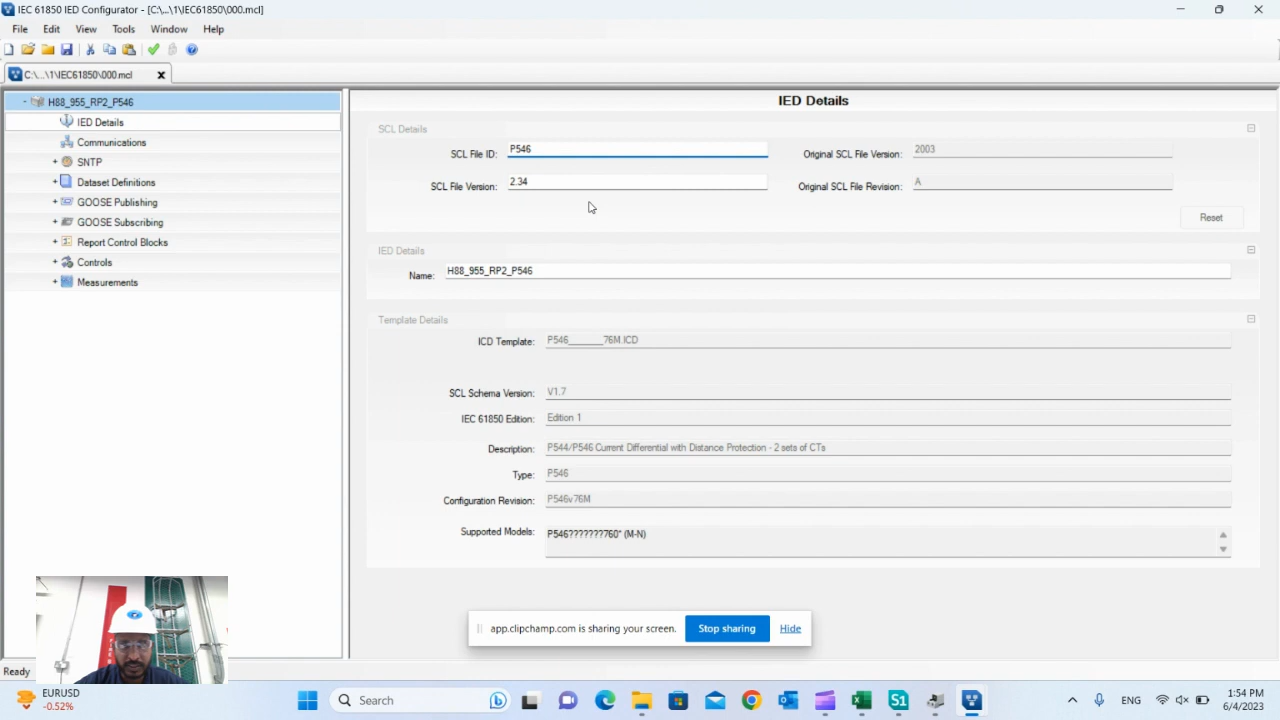 IEC 61850 IED Configurator - [C:\...\1\IEC61850\000.mcl]
File Edit View Tools Window Help
C:\...\1\IEC61850\000.mcl
H88_955_RP2_P546
IED Details
Communications
SNTP
Dataset Definitions
GOOSE Publishing
GOOSE Subscribing
Report Control Blocks
Controls
Measurements
IED Details
SCL Details
SCL File ID: P546 Original SCL File Version: 2003
SCL File Version: 2.34 Original SCL File Revision: A
Reset
IED Details
Name: H88_955_RP2_P546
Template Details
ICD Template: P546______76M.ICD
SCL Schema Version: V1.7
IEC 61850 Edition: Edition 1
Description: P544/P546 Current Differential with Distance Protection - 2 sets of CTs
Type: P546
Configuration Revision: P546v76M
Supported Models: P546???????760* (M-N)
app.clipchamp.com is sharing your screen. Stop sharing Hide
Ready
EURUSD
-0.52%
Search
ENG
1:54 PM
6/4/2023